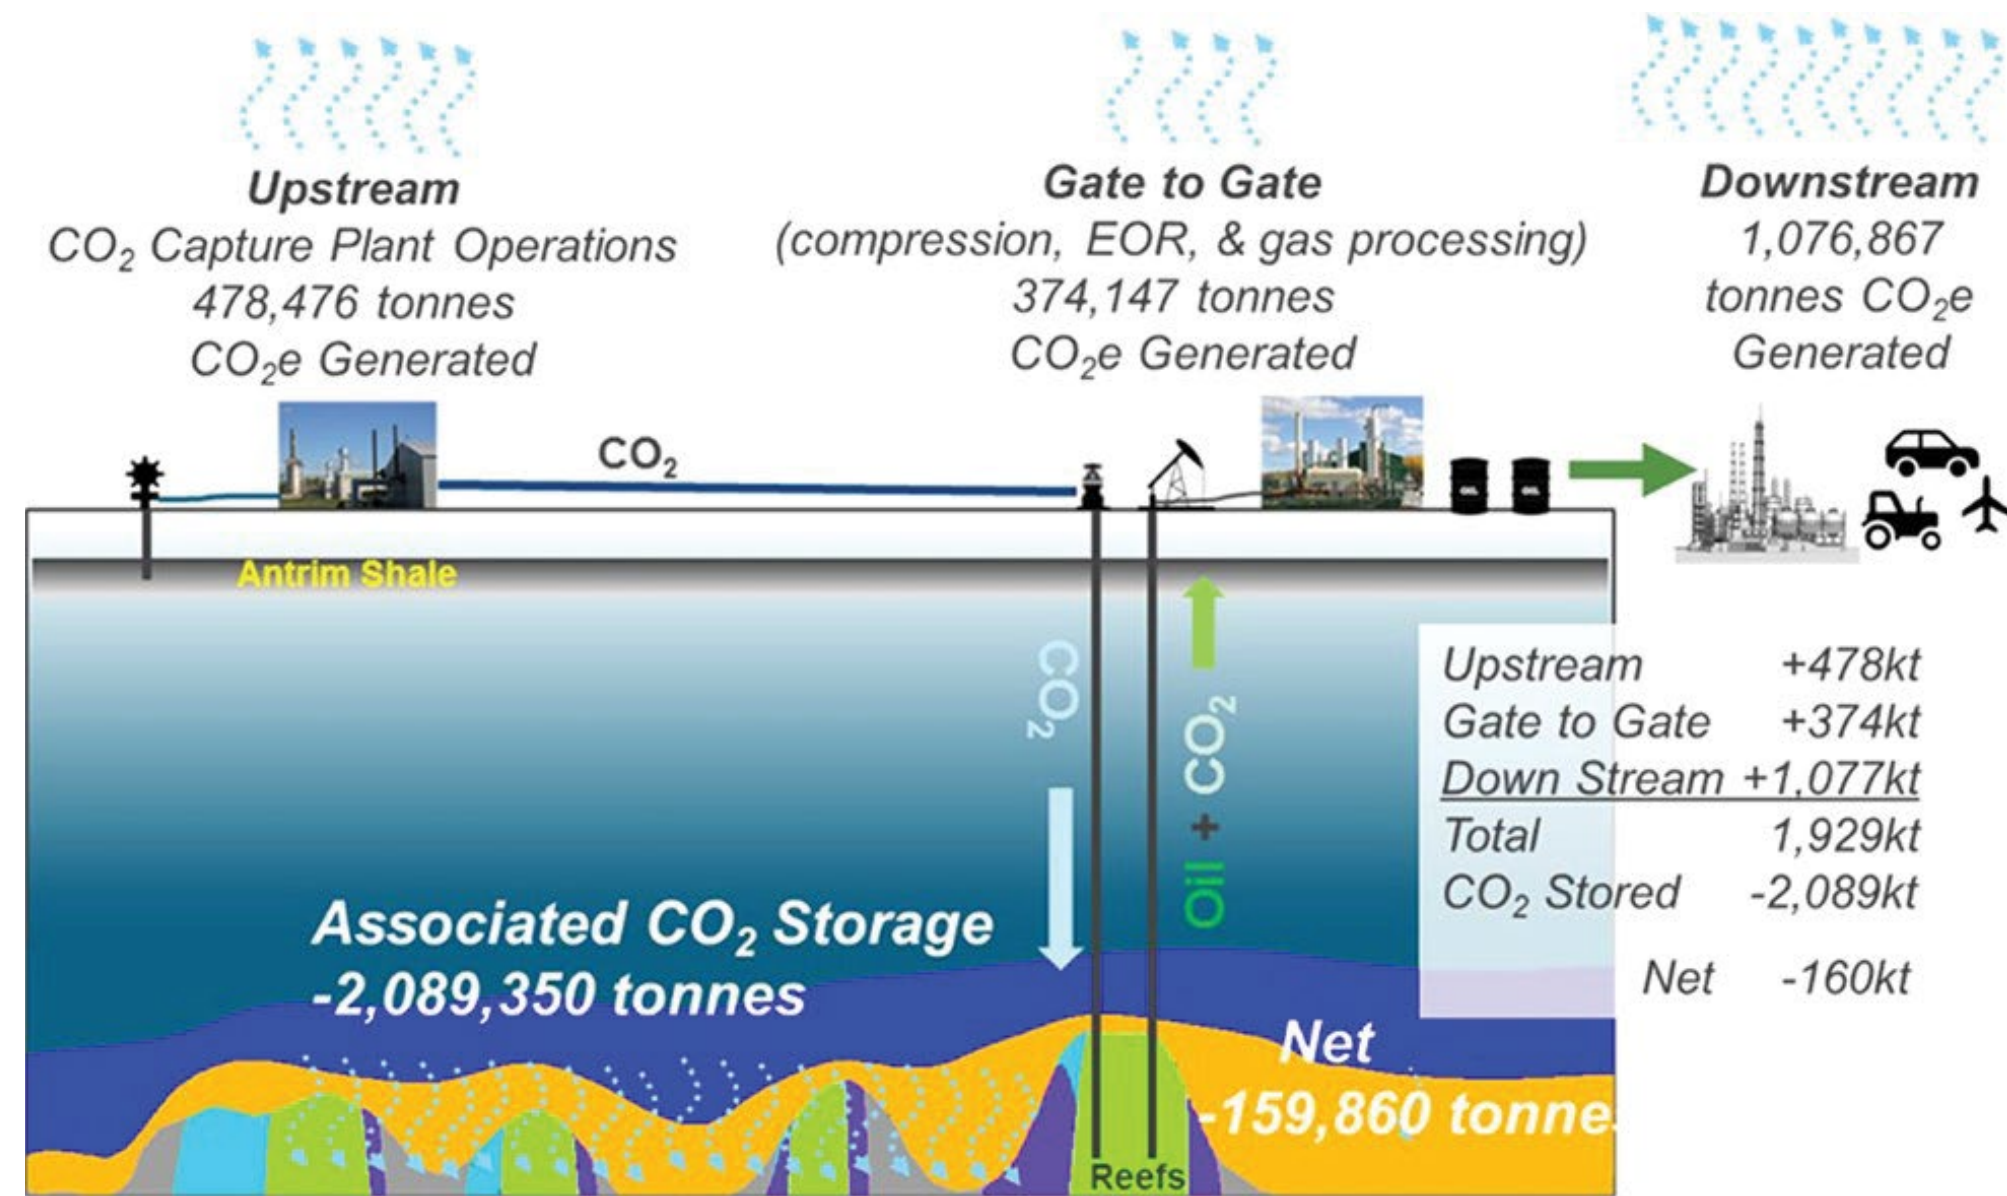 Upstream
CO₂ Capture Plant Operations
478,476 tonnes
CO₂e Generated
Gate to Gate
(compression, EOR, & gas processing)
374,147 tonnes
CO₂e Generated
Downstream
1,076,867
tonnes CO₂e
Generated
CO₂
OIL
OIL
Antrim Shale
CO₂
Oil + CO₂
Upstream +478kt
Gate to Gate +374kt
Down Stream +1,077kt
Total 1,929kt
CO₂ Stored -2,089kt
Net -160kt
Associated CO₂ Storage
-2,089,350 tonnes
Net
-159,860 tonne
Reefs